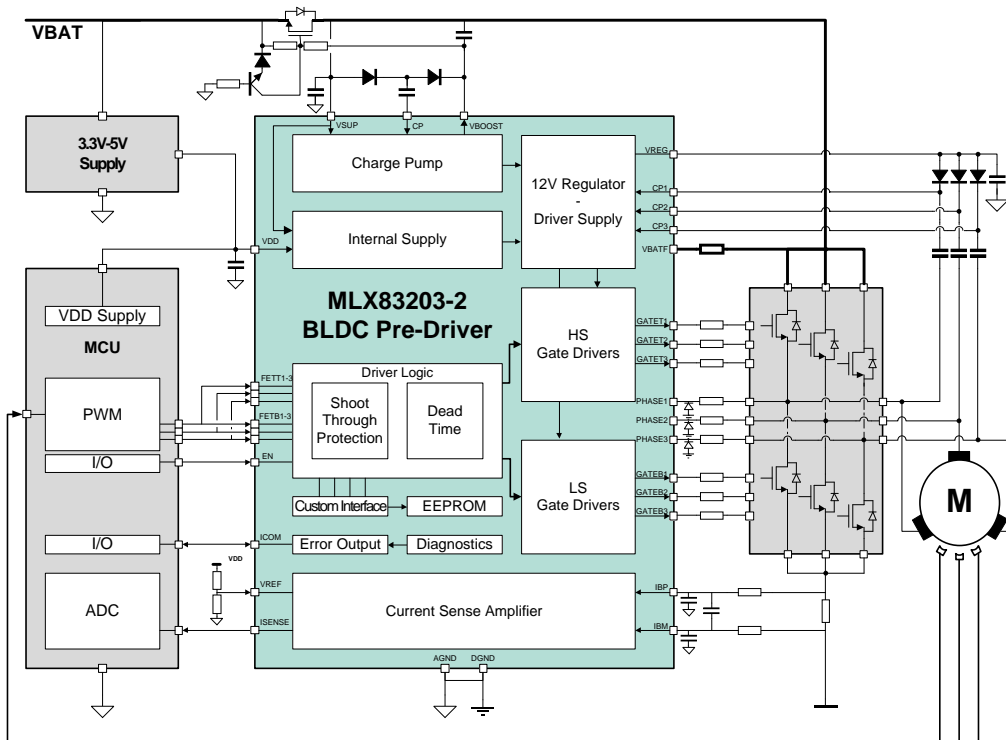 VBAT
3.3V-5V
Supply
VSUP
CP
VBOOST
Charge Pump
12V Regulator
-
Driver Supply
VREG
CP1
CP2
CP3
VBATF
Internal Supply
VDD
MLX83203-2
BLDC Pre-Driver
VDD Supply
MCU
PWM
I/O
I/O
ADC
HS
Gate Drivers
GATET1
GATET2
GATET3
FETT1-3
FETB1-3
EN
Driver Logic
Shoot
Through
Protection
Dead
Time
PHASE1
PHASE2
PHASE3
LS
Gate Drivers
GATEB1
GATEB2
GATEB3
Custom Interface
EEPROM
ICOM
Error Output
Diagnostics
VDD
VREF
ISENSE
Current Sense Amplifier
IBP
IBM
AGND
DGND
M